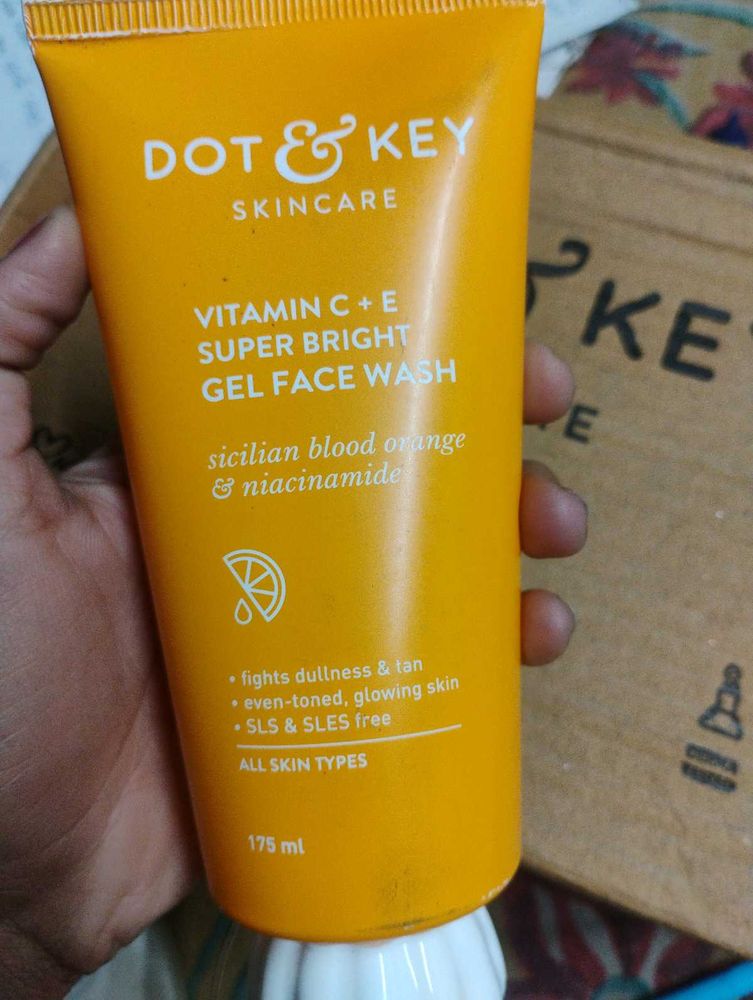 DOT & KEY
SKINCARE
VITAMIN C + E
SUPER BRIGHT
GEL FACE WASH
sicilian blood orange
& niacinamide
• fights dullness & tan
• even-toned, glowing skin
• SLS & SLES free
ALL SKIN TYPES
175 ml
& KE